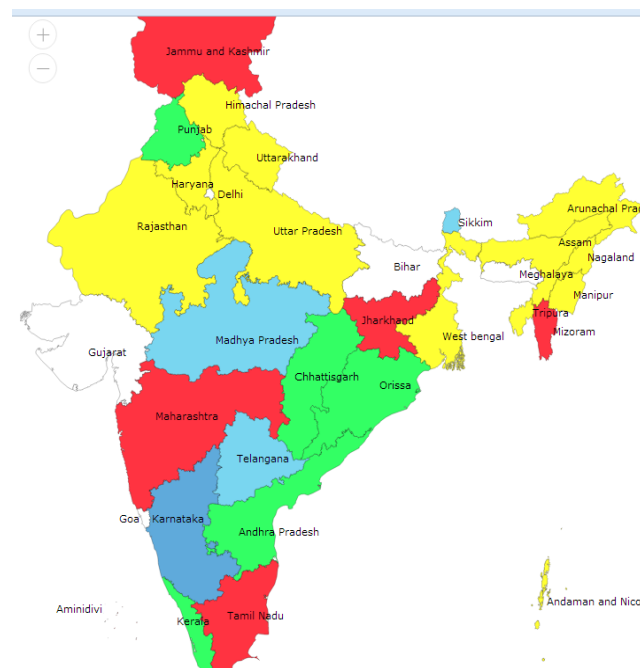 Jammu and Kashmir
Himachal Pradesh
Punjab
Uttarakhand
Haryana
Delhi
Rajasthan
Uttar Pradesh
Sikkim
Arunachal Prad
Assam
Nagaland
Bihar
Meghalaya
Manipur
Tripura
Mizoram
Jharkhand
West bengal
Gujarat
Madhya Pradesh
Chhattisgarh
Orissa
Maharashtra
Telangana
Goa
Karnataka
Andhra Pradesh
Aminidivi
Kerala
Tamil Nadu
Andaman and Nico